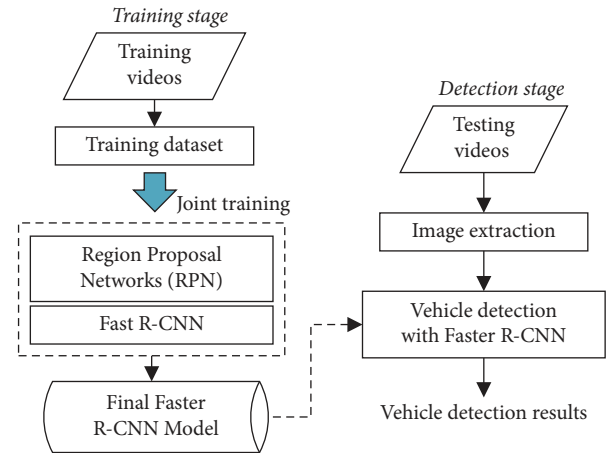 Training stage
Training
videos
Training dataset
Joint training
Region Proposal
Networks (RPN)
Fast R-CNN
Final Faster
R-CNN Model
Detection stage
Testing
videos
Image extraction
Vehicle detection
with Faster R-CNN
Vehicle detection results